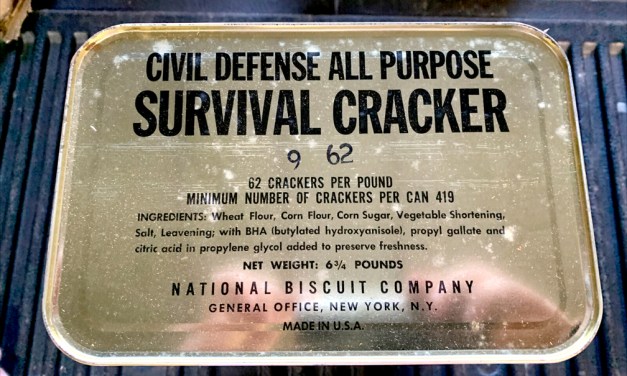 CIVIL DEFENSE ALL PURPOSE
SURVIVAL CRACKER
9 62
62 CRACKERS PER POUND
MINIMUM NUMBER OF CRACKERS PER CAN 419
INGREDIENTS: Wheat Flour, Corn Flour, Corn Sugar, Vegetable Shortening,
Salt, Leavening; with BHA (butylated hydroxyanisole), propyl gallate and
citric acid in propylene glycol added to preserve freshness.
NET WEIGHT: 6¾ POUNDS
NATIONAL BISCUIT COMPANY
GENERAL OFFICE, NEW YORK, N.Y.
MADE IN U.S.A.